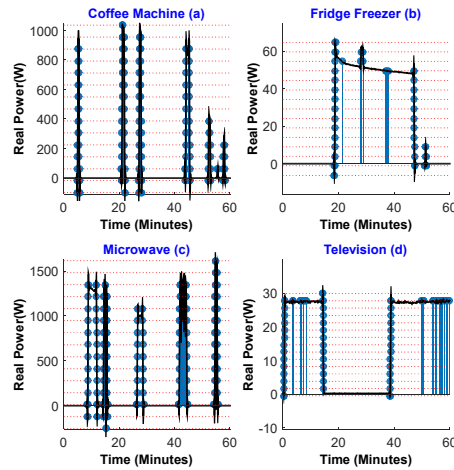 Coffee Machine (a)
Real Power(W)
1000
800
600
400
200
0
0 20 40 60
Time (Minutes)
Fridge Freezer (b)
Real Power(W)
60
40
20
0
0 20 40 60
Time (Minutes)
Microwave (c)
Real Power(W)
1500
1000
500
0
0 20 40 60
Time (Minutes)
Television (d)
Real Power(W)
30
20
10
0
-10
0 20 40 60
Time (Minutes)